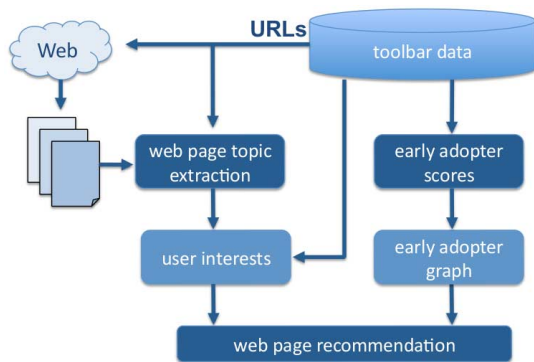 URLs
Web
toolbar data
web page topic
extraction
early adopter
scores
user interests
early adopter
graph
web page recommendation